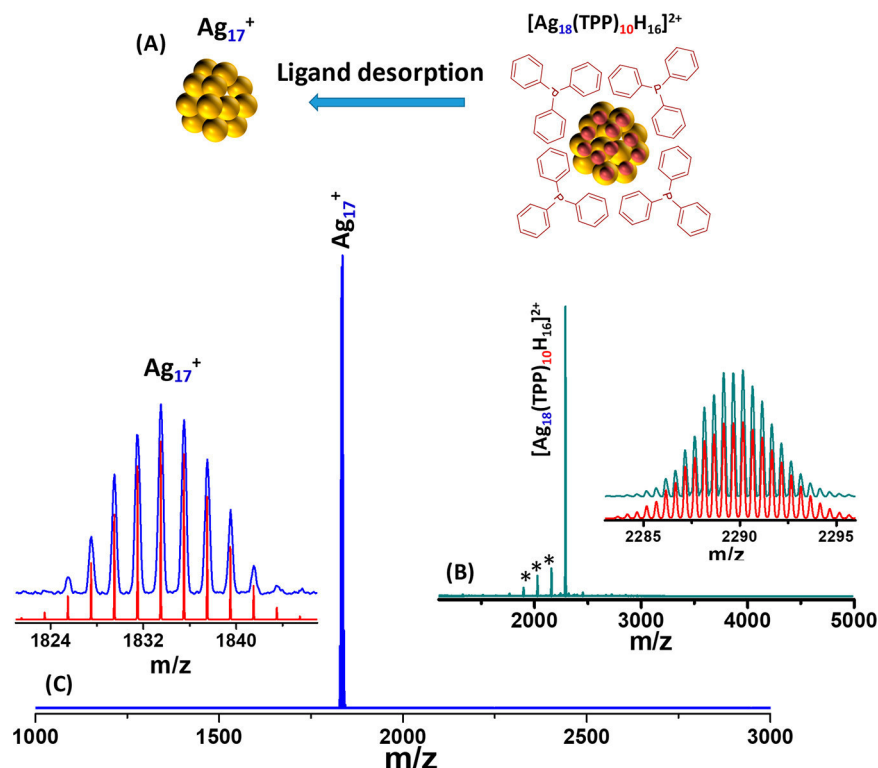 (A)
Ag17+
[Ag18(TPP)10H16]2+
Ligand desorption
P
P
P
P
Ag17+
Ag17+
1824 1832 1840
m/z
[Ag18(TPP)10H16]2+
2285 2290 2295
m/z
***
(B)
2000 3000 4000 5000
m/z
(C)
1000 1500 2000 2500 3000
m/z